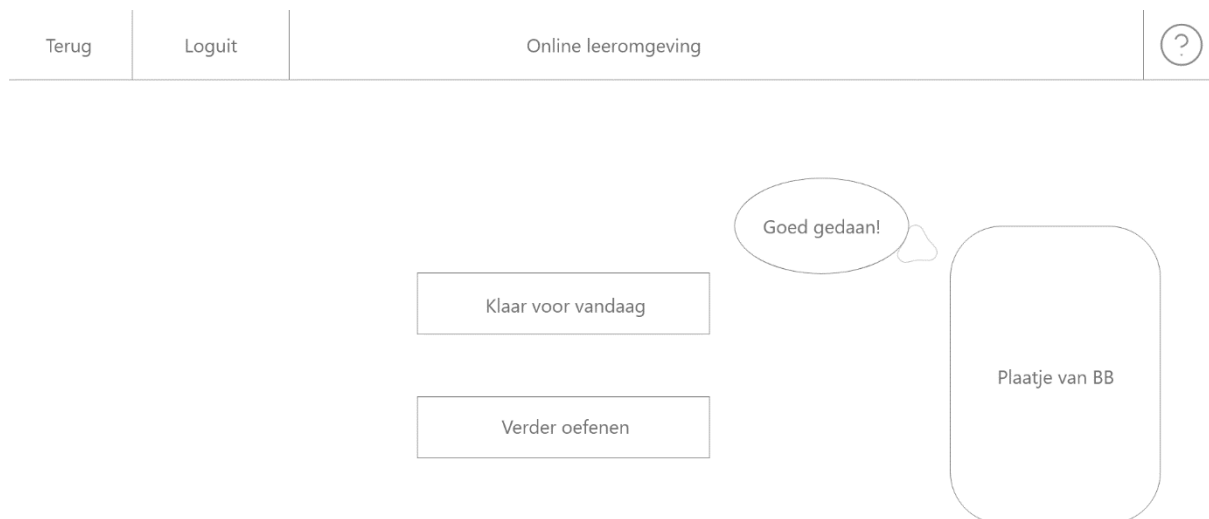 Terug
Loguit
Online leeromgeving
?
Goed gedaan!
Klaar voor vandaag
Plaatje van BB
Verder oefenen